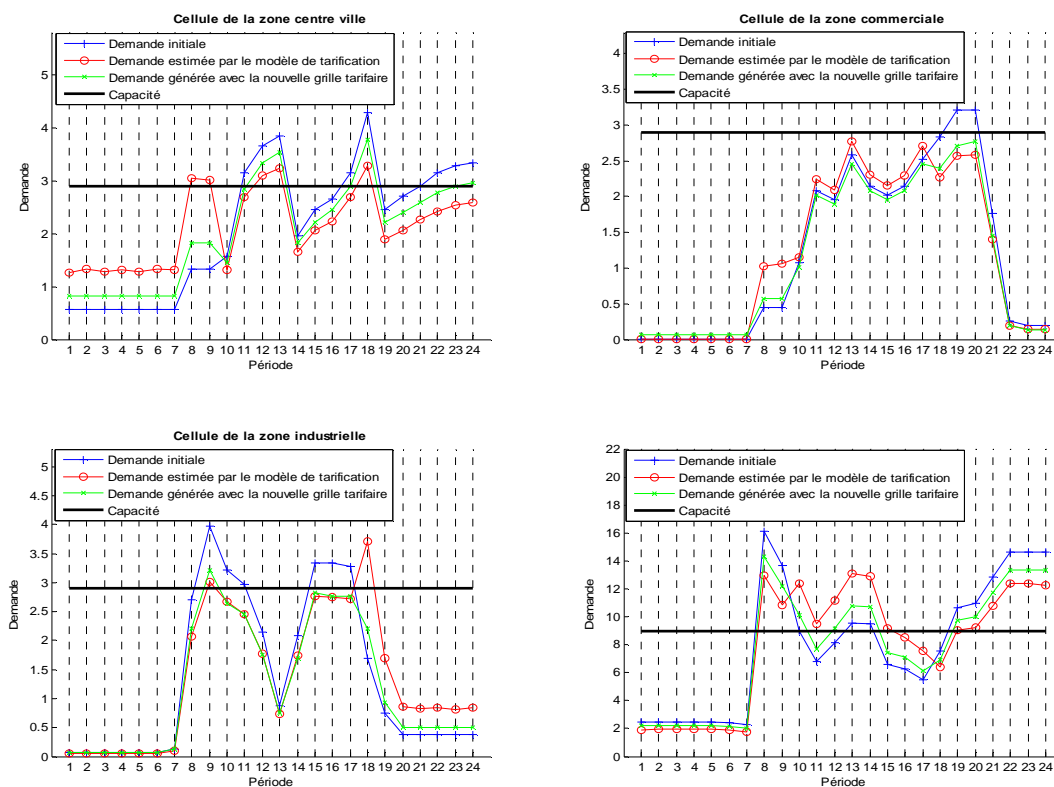 Cellule de la zone centre ville
Demande initiale
Demande estimée par le modèle de tarification
Demande générée avec la nouvelle grille tarifaire
Capacité
5
4
3
2
1
0
Demande
1 2 3 4 5 6 7 8 9 10 11 12 13 14 15 16 17 18 19 20 21 22 23 24
Période
Cellule de la zone commerciale
Demande initiale
Demande estimée par le modèle de tarification
Demande générée avec la nouvelle grille tarifaire
Capacité
4
3.5
3
2.5
2
1.5
1
0.5
0
Demande
1 2 3 4 5 6 7 8 9 10 11 12 13 14 15 16 17 18 19 20 21 22 23 24
Période
Cellule de la zone industrielle
Demande initiale
Demande estimée par le modèle de tarification
Demande générée avec la nouvelle grille tarifaire
Capacité
5
4.5
4
3.5
3
2.5
2
1.5
1
0.5
0
Demande
1 2 3 4 5 6 7 8 9 10 11 12 13 14 15 16 17 18 19 20 21 22 23 24
Période
Demande initiale
Demande estimée par le modèle de tarification
Demande générée avec la nouvelle grille tarifaire
Capacité
22
20
18
16
14
12
10
8
6
4
2
0
Demande
1 2 3 4 5 6 7 8 9 10 11 12 13 14 15 16 17 18 19 20 21 22 23 24
Période